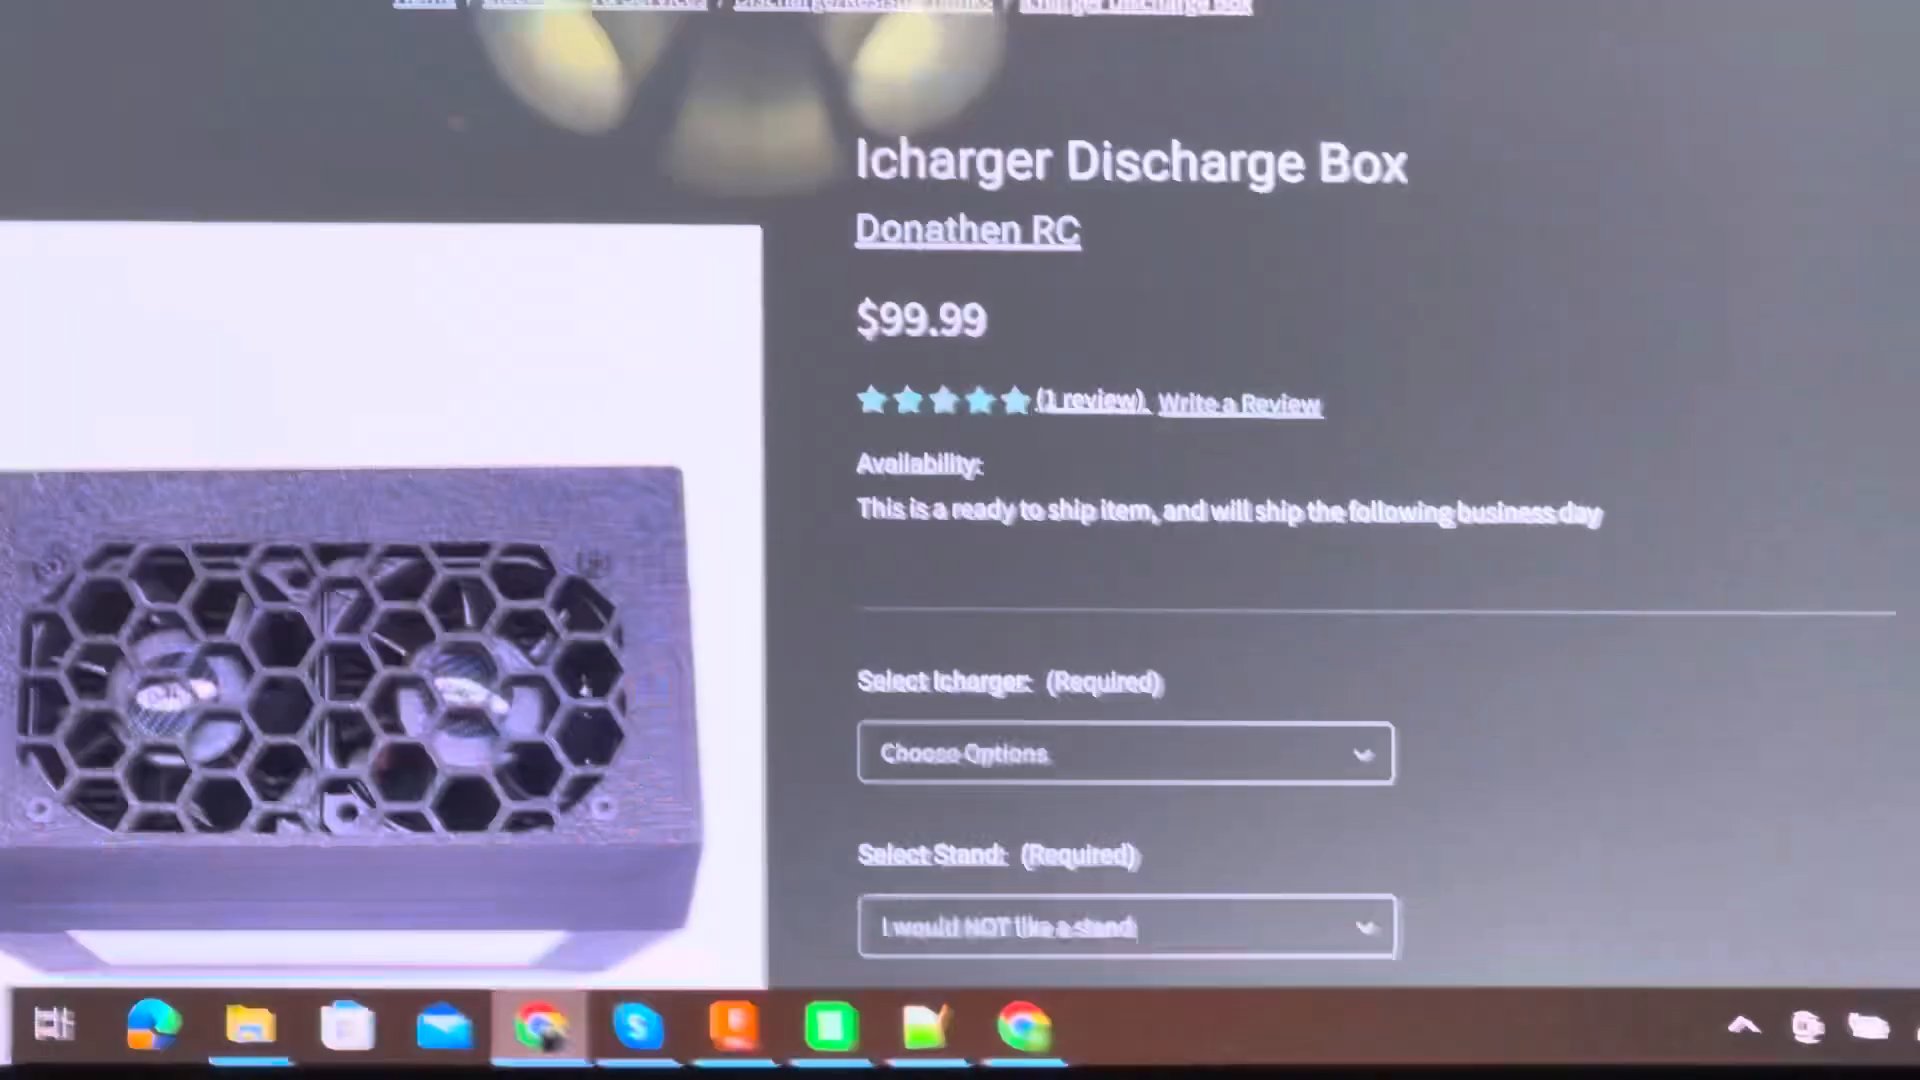 Icharger Discharge Box
Donathen RC
$99.99
(1 review) Write a Review
Availability:
This is a ready to ship item, and will ship the following business day
Select Icharger: (Required)
Choose Options
Select Stand: (Required)
I would NOT like a stand